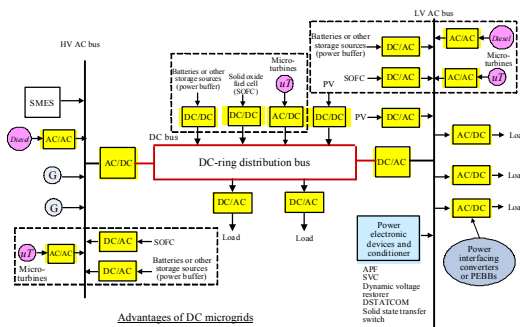 LV AC bus
HV AC bus
Batteries or other
storage sources
(power buffer)
DC/AC
AC/AC
Diesel
Micro-
turbines
SOFC
DC/AC
AC/AC
uT
Batteries or other
storage sources
(power buffer)
Solid oxide
fuel cell
(SOFC)
Micro-
turbines
uT
PV
SMES
DC/DC
DC/DC
AC/DC
DC/DC
PV
DC/AC
Diesel
AC/AC
DC bus
AC/DC
Load
AC/DC
DC-ring distribution bus
DC/AC
G
AC/DC
Load
DC/AC
DC/AC
G
AC/DC
Load
Load
Load
uT
AC/AC
DC/AC
SOFC
Micro-
turbines
DC/AC
Batteries or other
storage sources
(power buffer)
Power
electronic
devices and
conditioner
Power
interfacing
converters
or PEBBs
APF
SVC
Dynamic voltage
restorer
DSTATCOM
Solid state transfer
switch
Advantages of DC microgrids